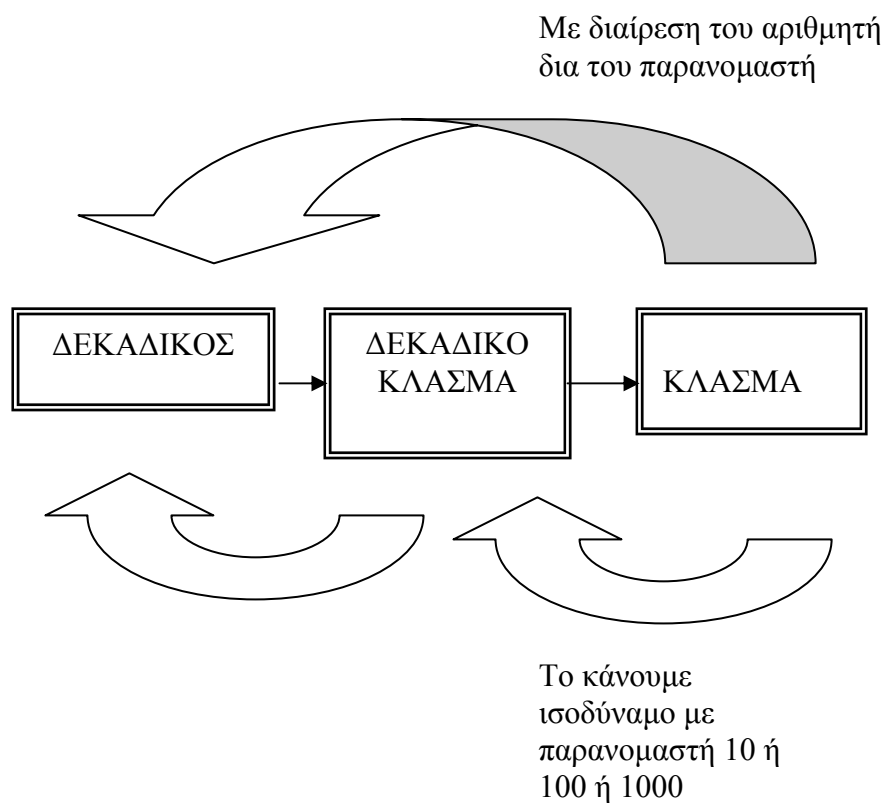 Με διαίρεση του αριθμητή
δια του παρανομαστή
ΔΕΚΑΔΙΚΟΣ
ΔΕΚΑΔΙΚΟ
ΚΛΑΣΜΑ
ΚΛΑΣΜΑ
Το κάνουμε
ισοδύναμο με
παρανομαστή 10 ή
100 ή 1000